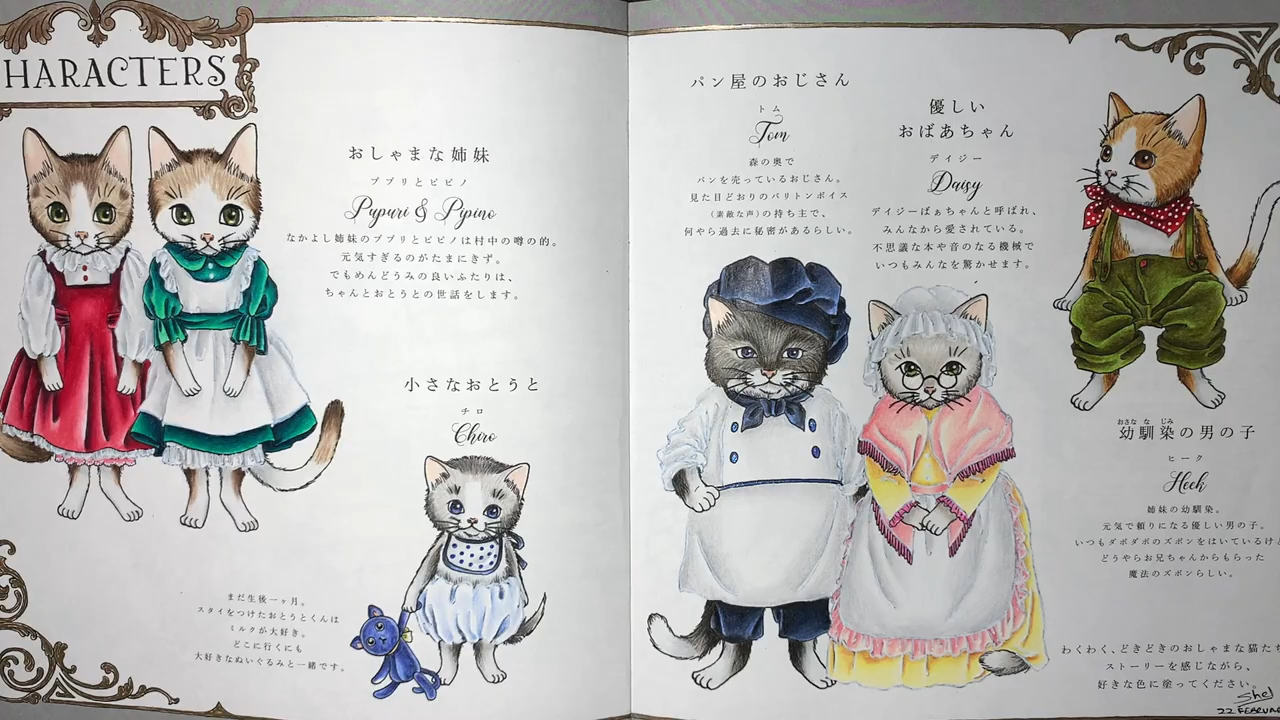 HARACTERS
おしゃまな姉妹
ププリとピピノ
Pupuri & Pipino
なかよし姉妹のププリとピピノは村中の噂の的。
元気すぎるのがたまにきず。
でもめんどうみの良いふたりは、
ちゃんとおとうとの世話をします。
小さなおとうと
チロ
Chiro
まだ生後一ヶ月。
スタイをつけたおとうとくんは
ミルクが大好き。
どこに行くにも
大好きなぬいぐるみと一緒です。
パン屋のおじさん
トム
Tom
森の奥で
パンを売っているおじさん。
見た目どおりのバリトンボイス
(素敵な声)の持ち主で、
何やら過去に秘密があるらしい。
優しい
おばあちゃん
デイジー
Daisy
デイジーばぁちゃんと呼ばれ、
みんなから愛されている。
不思議な本や音のなる機械で
いつもみんなを驚かせます。
おさな な じみ
幼馴染の男の子
ヒーク
Heek
姉妹の幼馴染。
元気で頼りになる優しい男の子。
いつもダボダボのズボンをはいているけど
どうやらお兄ちゃんからもらった
魔法のズボンらしい。
わくわく、どきどきのおしゃまな猫たち
ストーリーを感じながら、
好きな色に塗ってください。
Shel
22 FEBRUAR